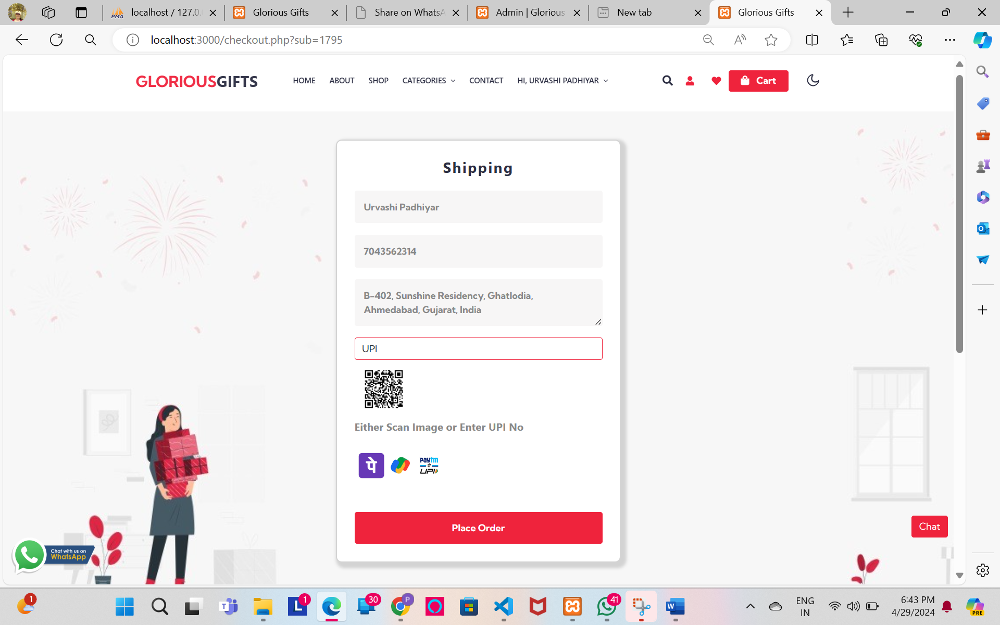 localhost / 127.0.
Glorious Gifts
Share on WhatsA
Admin | Glorious
New tab
Glorious Gifts
localhost:3000/checkout.php?sub=1795
GLORIOUSGIFTS
HOME
ABOUT
SHOP
CATEGORIES
CONTACT
HI, URVASHI PADHIYAR
Cart
Shipping
Urvashi Padhiyar
7043562314
B-402, Sunshine Residency, Ghatlodia,
Ahmedabad, Gujarat, India
UPI
Either Scan Image or Enter UPI No
पे
paytm
UPI
Place Order
Chat
Chat with us on
WhatsApp
1
1
30
P
41
ENG
IN
6:43 PM
4/29/2024
PRE